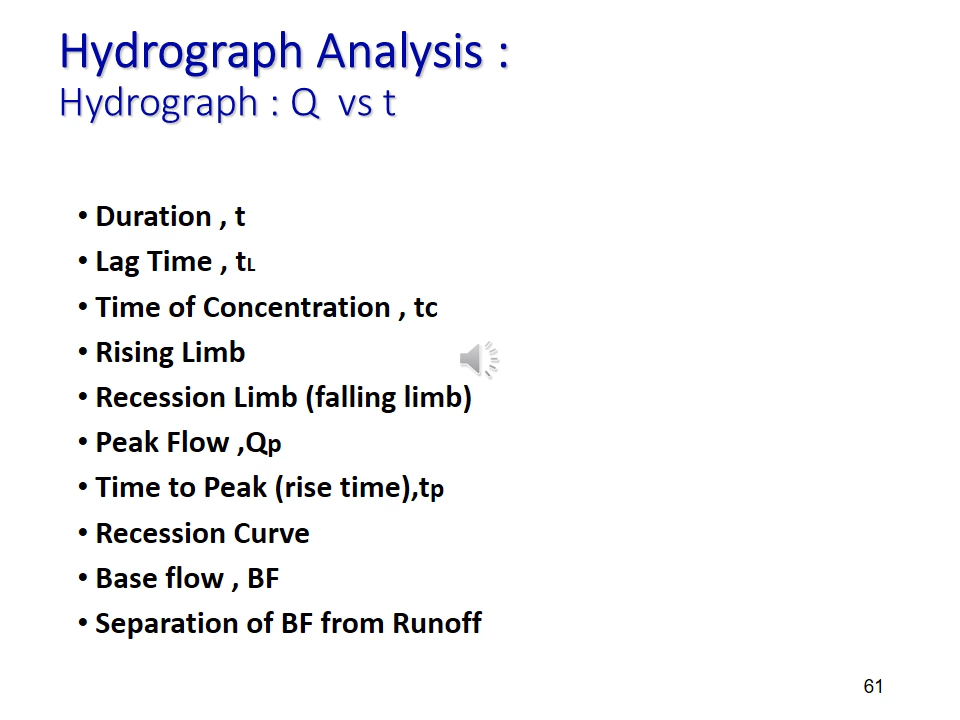 Hydrograph Analysis :
Hydrograph : Q vs t
• Duration , t
• Lag Time , tL
• Time of Concentration , tc
• Rising Limb
• Recession Limb (falling limb)
• Peak Flow ,Qp
• Time to Peak (rise time),tp
• Recession Curve
• Base flow , BF
• Separation of BF from Runoff
61